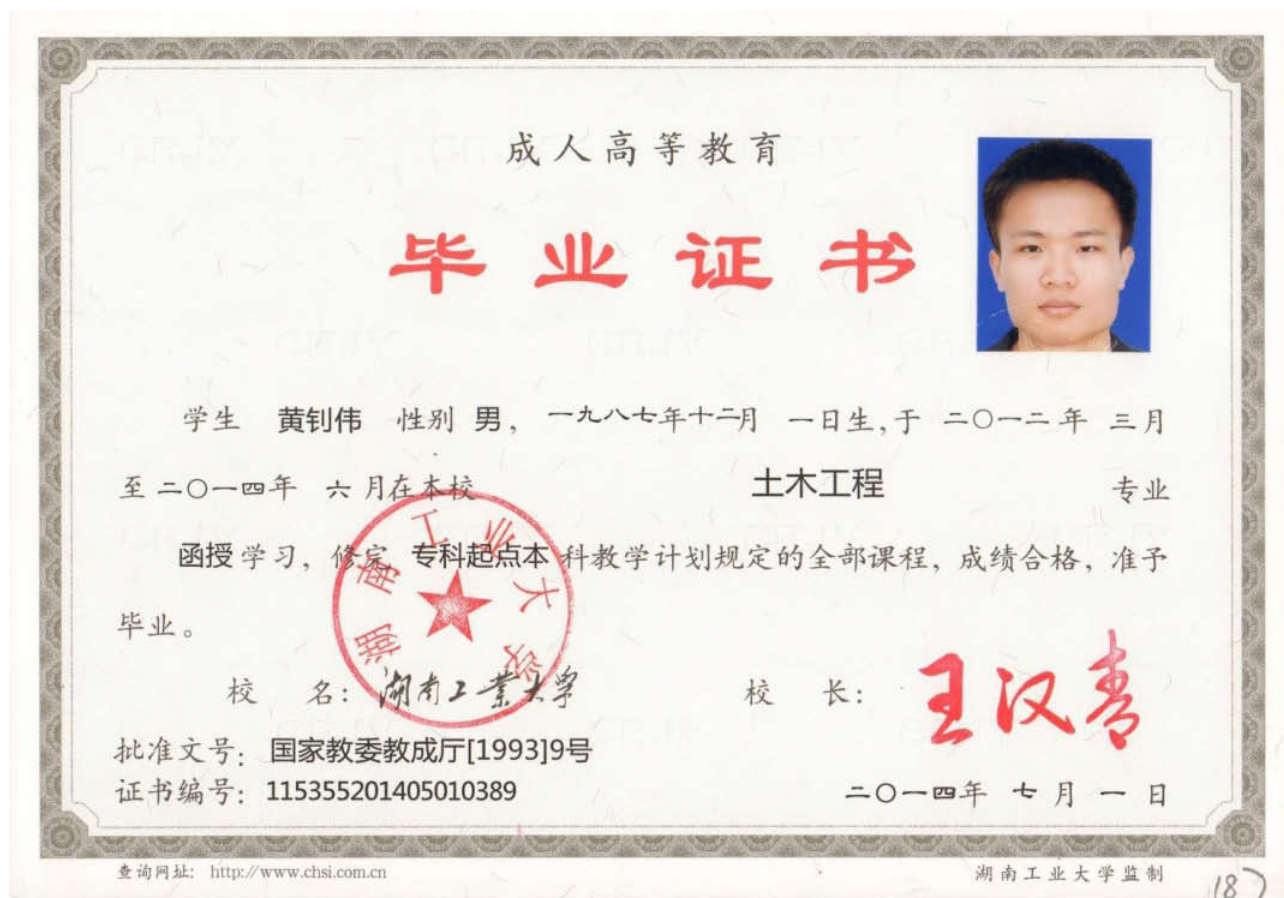 成人高等教育
毕业证书
学生 黄钊伟 性别 男, 一九八七年十二月 一日生,于 二〇一二年 三月
至二〇一四年 六月在本校 土木工程 专业
函授学习, 修完 专科起点本 科教学计划规定的全部课程, 成绩合格, 准予
毕业。
湖南工业大学
校 名: 湖南工業大学 校 长: 王汉青
批准文号: 国家教委教成厅[1993]9号
证书编号: 115355201405010389 二〇一四年 七月 一日
查询网址: http://www.chsi.com.cn 湖南工业大学监制
187